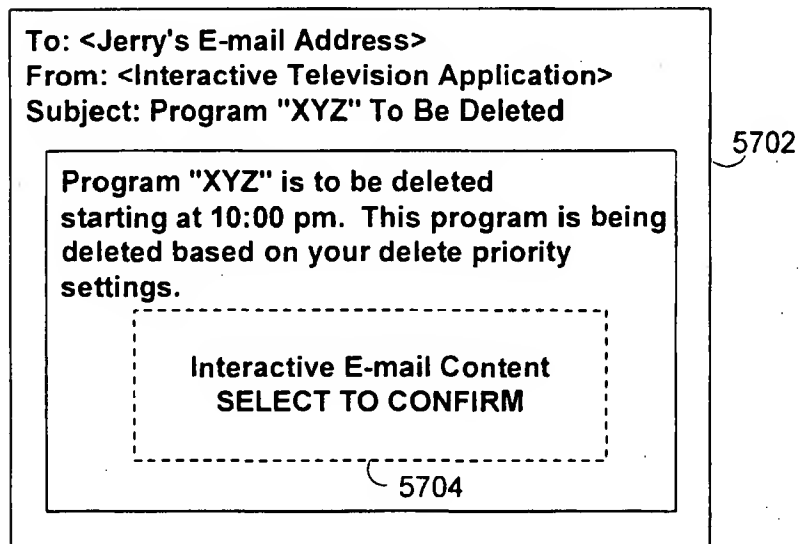 To: <Jerry's E-mail Address>
From: <Interactive Television Application>
Subject: Program "XYZ" To Be Deleted
5702
Program "XYZ" is to be deleted
starting at 10:00 pm. This program is being
deleted based on your delete priority
settings.
Interactive E-mail Content
SELECT TO CONFIRM
5704